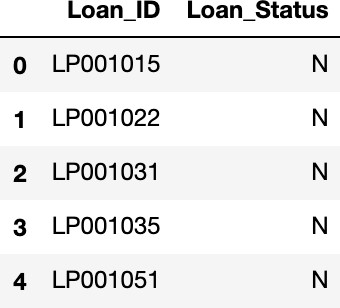 Loan_ID Loan_Status
0 LP001015 N
1 LP001022 N
2 LP001031 N
3 LP001035 N
4 LP001051 N